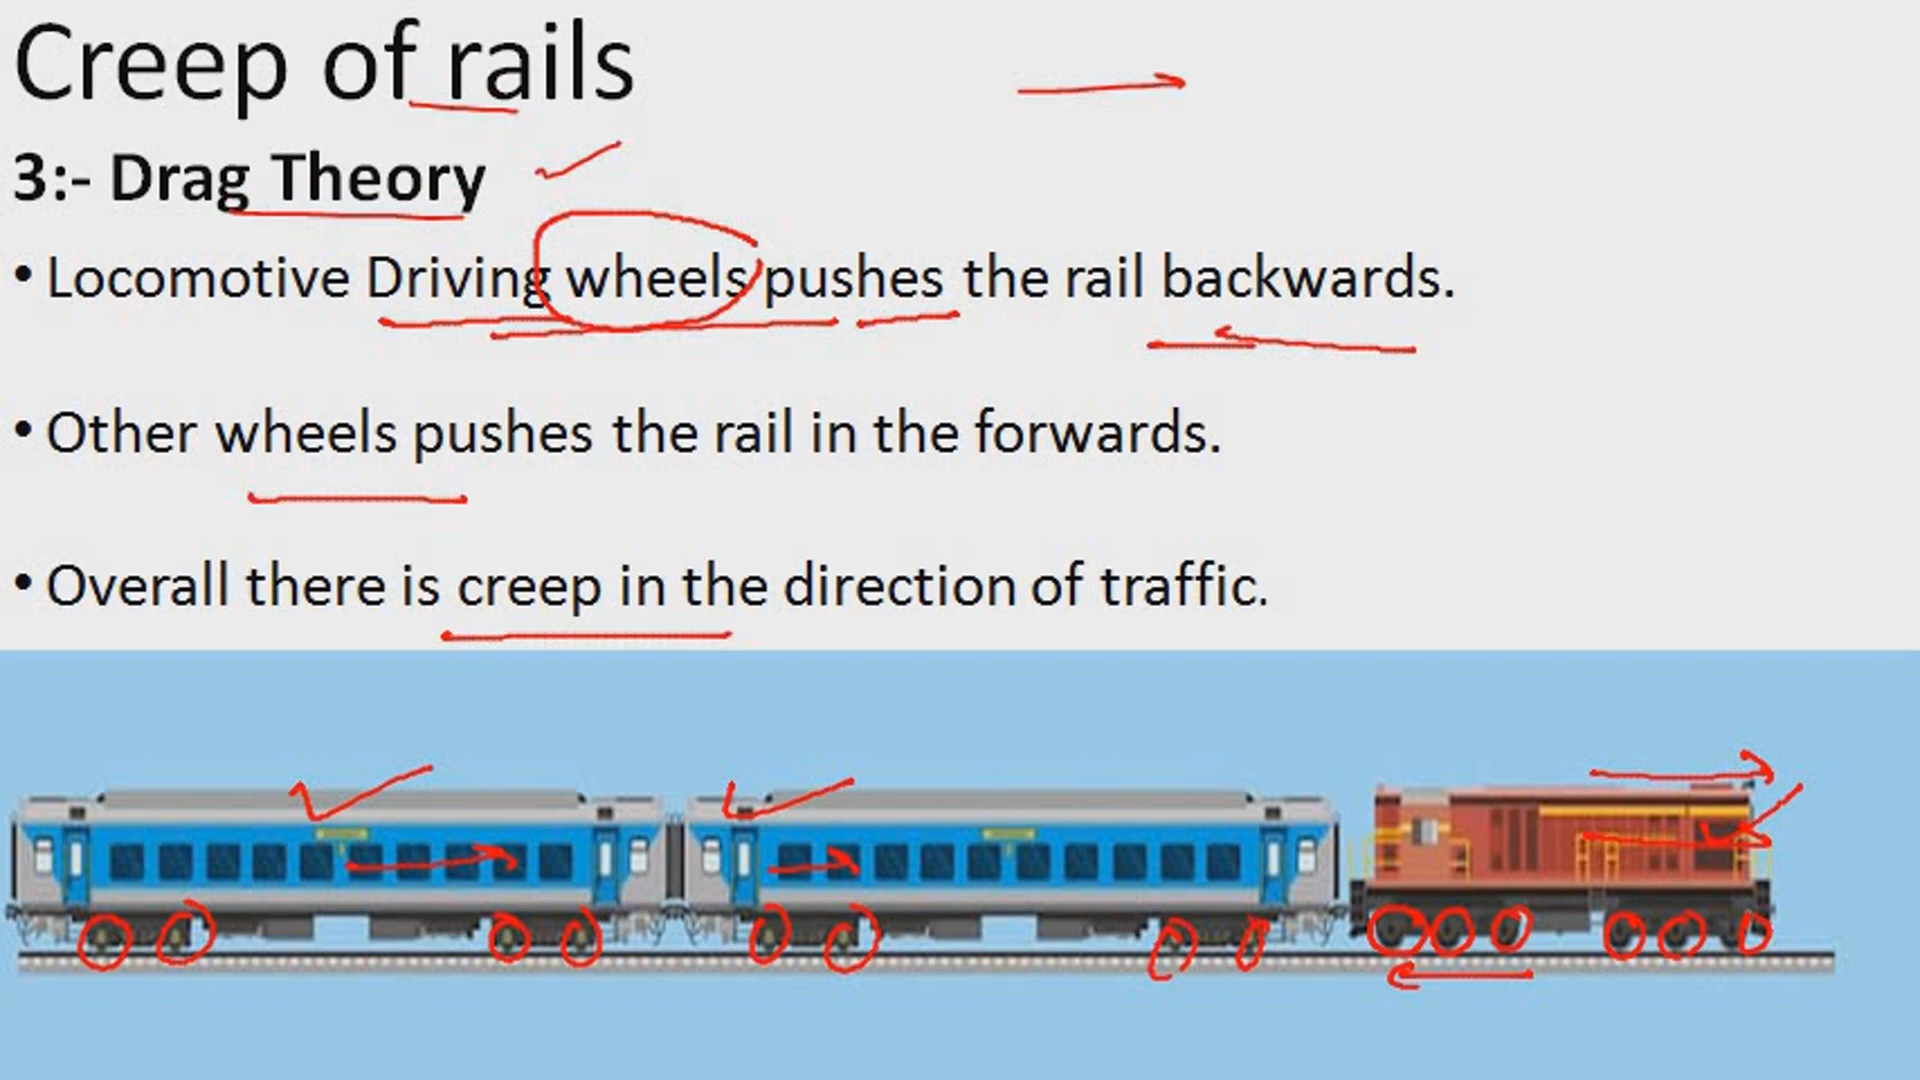 Creep of rails
3:- Drag Theory
• Locomotive Driving wheels pushes the rail backwards.
• Other wheels pushes the rail in the forwards.
• Overall there is creep in the direction of traffic.